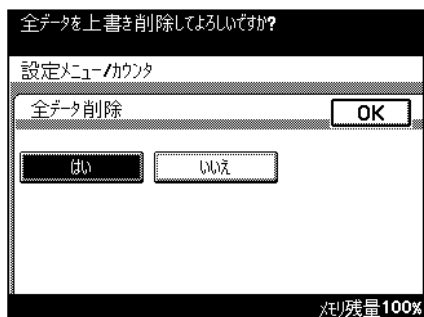 全データを上書き削除してよろしいですか?
設定メニュー/カウンタ
全データ削除
OK
はい
いいえ
メモリ残量100%